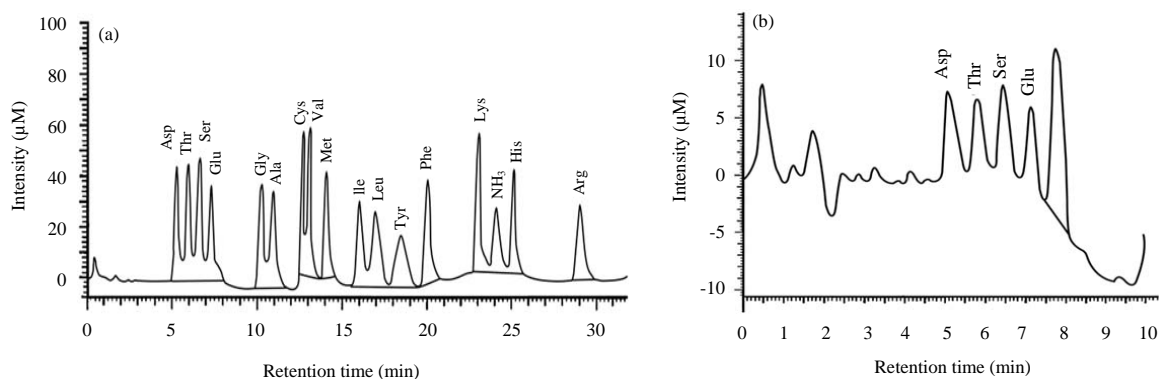 (a)
Intensity (µM)
100
80
60
40
20
0
Asp
Thr
Ser
Glu
Gly
Ala
Cys
Val
Met
Ile
Leu
Tyr
Phe
Lys
NH₃
His
Arg
0 5 10 15 20 25 30
Retention time (min)
(b)
Intensity (µM)
10
5
0
-5
-10
Asp
Thr
Ser
Glu
0 1 2 3 4 5 6 7 8 9 10
Retention time (min)